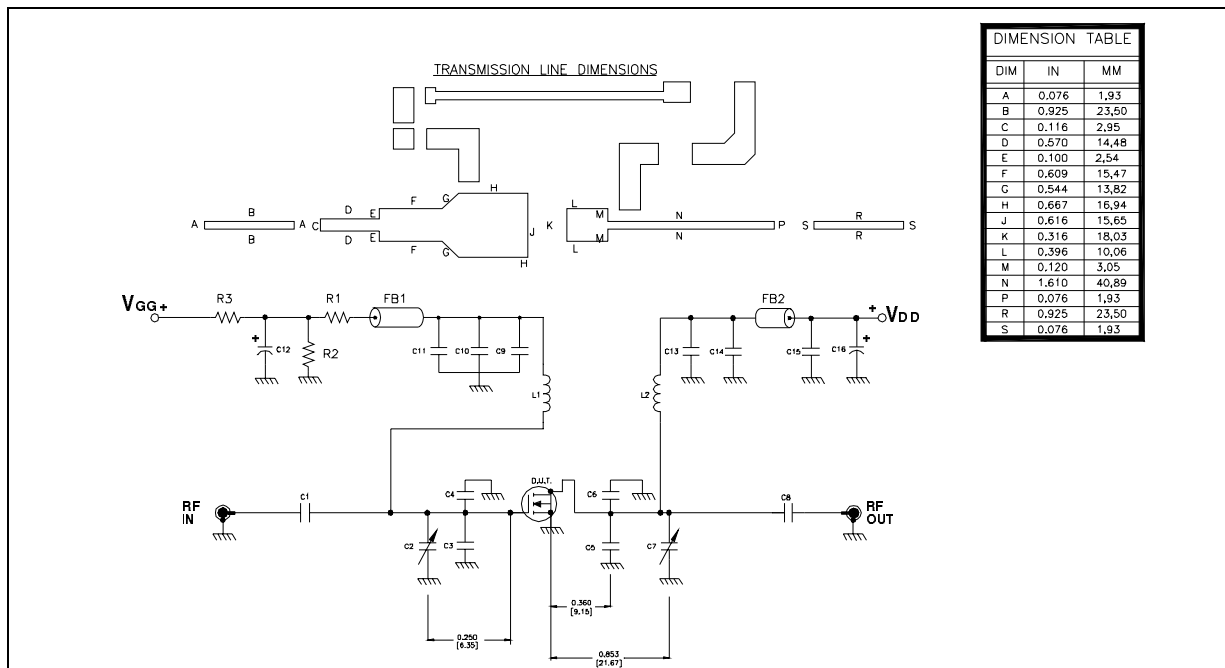 TRANSMISSION LINE DIMENSIONS
DIMENSION TABLE
DIM IN MM
A 0.076 1,93
B 0.925 23,50
C 0.116 2,95
D 0.570 14,48
E 0.100 2,54
F 0.609 15,47
G 0.544 13,82
H 0.667 16,94
J 0.616 15,65
K 0.316 18,03
L 0.396 10,06
M 0.120 3,05
N 1.610 40,89
P 0.076 1,93
R 0.925 23,50
S 0.076 1,93
H
F G L
B D E M N R
A A C J K P S S
B D E M N R
F G L
H
VGG+ R3 R1 FB1 FB2 + VDD
+ C12 R2 C11 C10 C9 C13 C14 C15 C16 +
L1 L2
D.U.T.
RF IN C1 C4 C6 C8 RF OUT
C2 C3 C5 C7
0.360
[9.15]
0.250
[6.35]
0.853
[21.67]